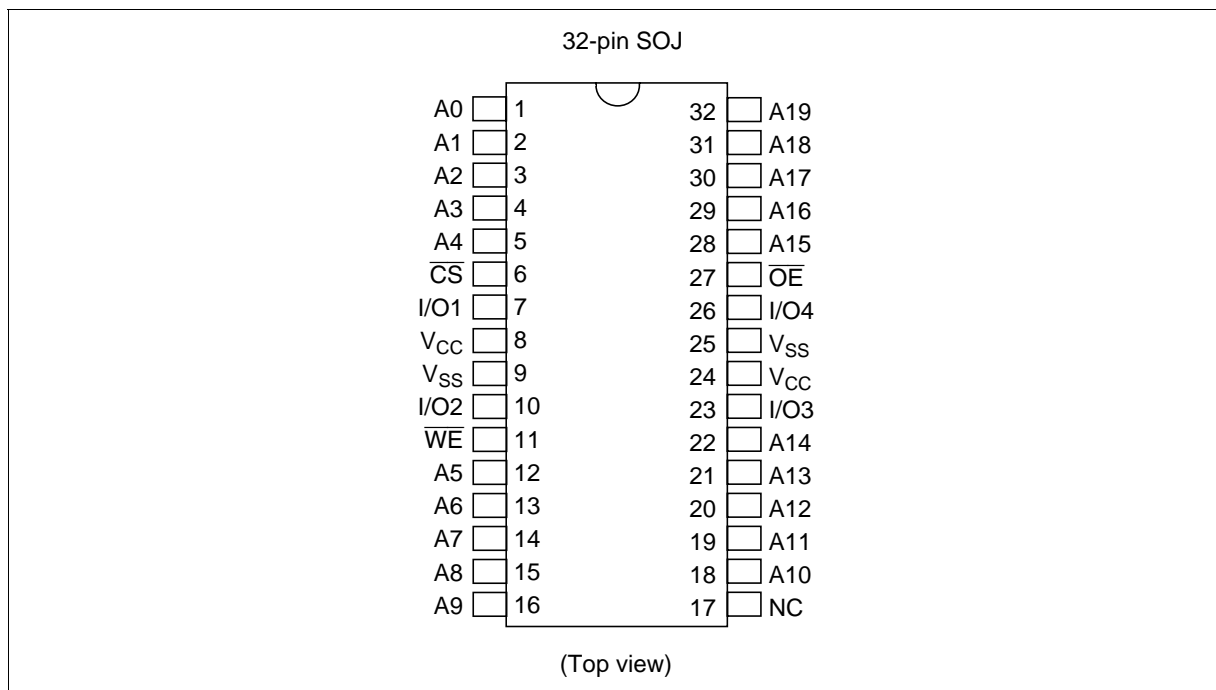 32-pin SOJ
A0 1 32 A19
A1 2 31 A18
A2 3 30 A17
A3 4 29 A16
A4 5 28 A15
C̅S̅ 6 27 O̅E̅
I/O1 7 26 I/O4
VCC 8 25 VSS
VSS 9 24 VCC
I/O2 10 23 I/O3
W̅E̅ 11 22 A14
A5 12 21 A13
A6 13 20 A12
A7 14 19 A11
A8 15 18 A10
A9 16 17 NC
(Top view)